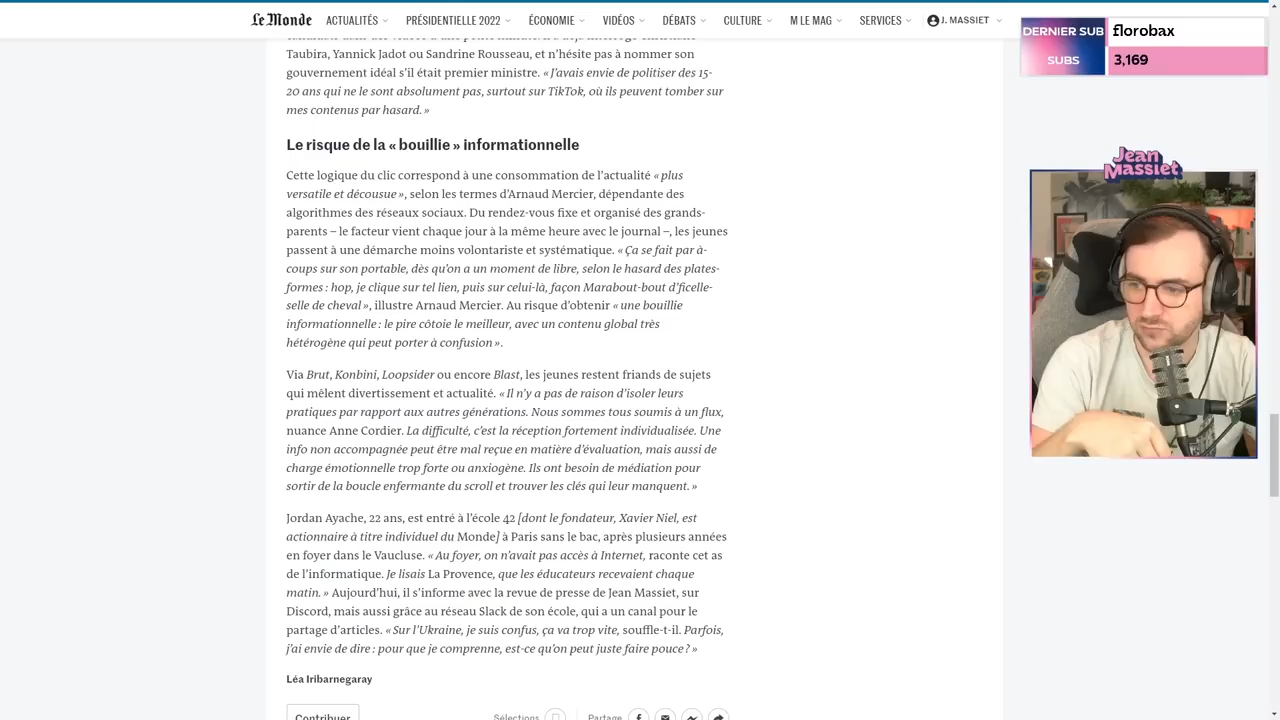 Le Monde
ACTUALITÉS
PRÉSIDENTIELLE 2022
ÉCONOMIE
VIDÉOS
DÉBATS
CULTURE
M LE MAG
SERVICES
J. MASSIET
DERNIER SUB
florobax
SUBS
3,169
Jean
Massiet
Taubira, Yannick Jadot ou Sandrine Rousseau, et n’hésite pas à nommer son
gouvernement idéal s’il était premier ministre. « J’avais envie de politiser des 15-
20 ans qui ne le sont absolument pas, surtout sur TikTok, où ils peuvent tomber sur
mes contenus par hasard. »
Le risque de la « bouillie » informationnelle
Cette logique du clic correspond à une consommation de l’actualité « plus
versatile et décousue », selon les termes d’Arnaud Mercier, dépendante des
algorithmes des réseaux sociaux. Du rendez-vous fixe et organisé des grands-
parents – le facteur vient chaque jour à la même heure avec le journal –, les jeunes
passent à une démarche moins volontariste et systématique. « Ça se fait par à-
coups sur son portable, dès qu’on a un moment de libre, selon le hasard des plates-
formes : hop, je clique sur tel lien, puis sur celui-là, façon Marabout-bout d’ficelle-
selle de cheval », illustre Arnaud Mercier. Au risque d’obtenir « une bouillie
informationnelle : le pire côtoie le meilleur, avec un contenu global très
hétérogène qui peut porter à confusion ».
Via Brut, Konbini, Loopsider ou encore Blast, les jeunes restent friands de sujets
qui mêlent divertissement et actualité. « Il n’y a pas de raison d’isoler leurs
pratiques par rapport aux autres générations. Nous sommes tous soumis à un flux,
nuance Anne Cordier. La difficulté, c’est la réception fortement individualisée. Une
info non accompagnée peut être mal reçue en matière d’évaluation, mais aussi de
charge émotionnelle trop forte ou anxiogène. Ils ont besoin de médiation pour
sortir de la boucle enfermante du scroll et trouver les clés qui leur manquent. »
Jordan Ayache, 22 ans, est entré à l’école 42 [dont le fondateur, Xavier Niel, est
actionnaire à titre individuel du Monde] à Paris sans le bac, après plusieurs années
en foyer dans le Vaucluse. « Au foyer, on n’avait pas accès à Internet, raconte cet as
de l’informatique. Je lisais La Provence, que les éducateurs recevaient chaque
matin. » Aujourd’hui, il s’informe avec la revue de presse de Jean Massiet, sur
Discord, mais aussi grâce au réseau Slack de son école, qui a un canal pour le
partage d’articles. « Sur l’Ukraine, je suis confus, ça va trop vite, souffle-t-il. Parfois,
j’ai envie de dire : pour que je comprenne, est-ce qu’on peut juste faire pouce ? »
Léa Iribarnegaray
Contribuer
Sélections
Partage